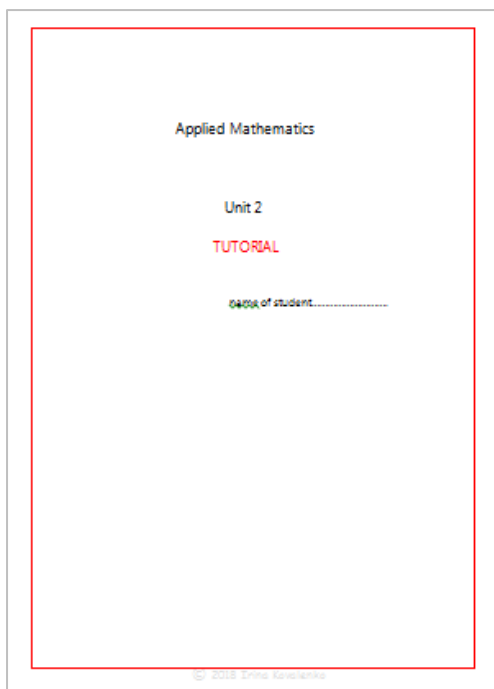 Applied Mathematics
Unit 2
TUTORIAL
name of student..............................
© 2018 Irina Kovalenko